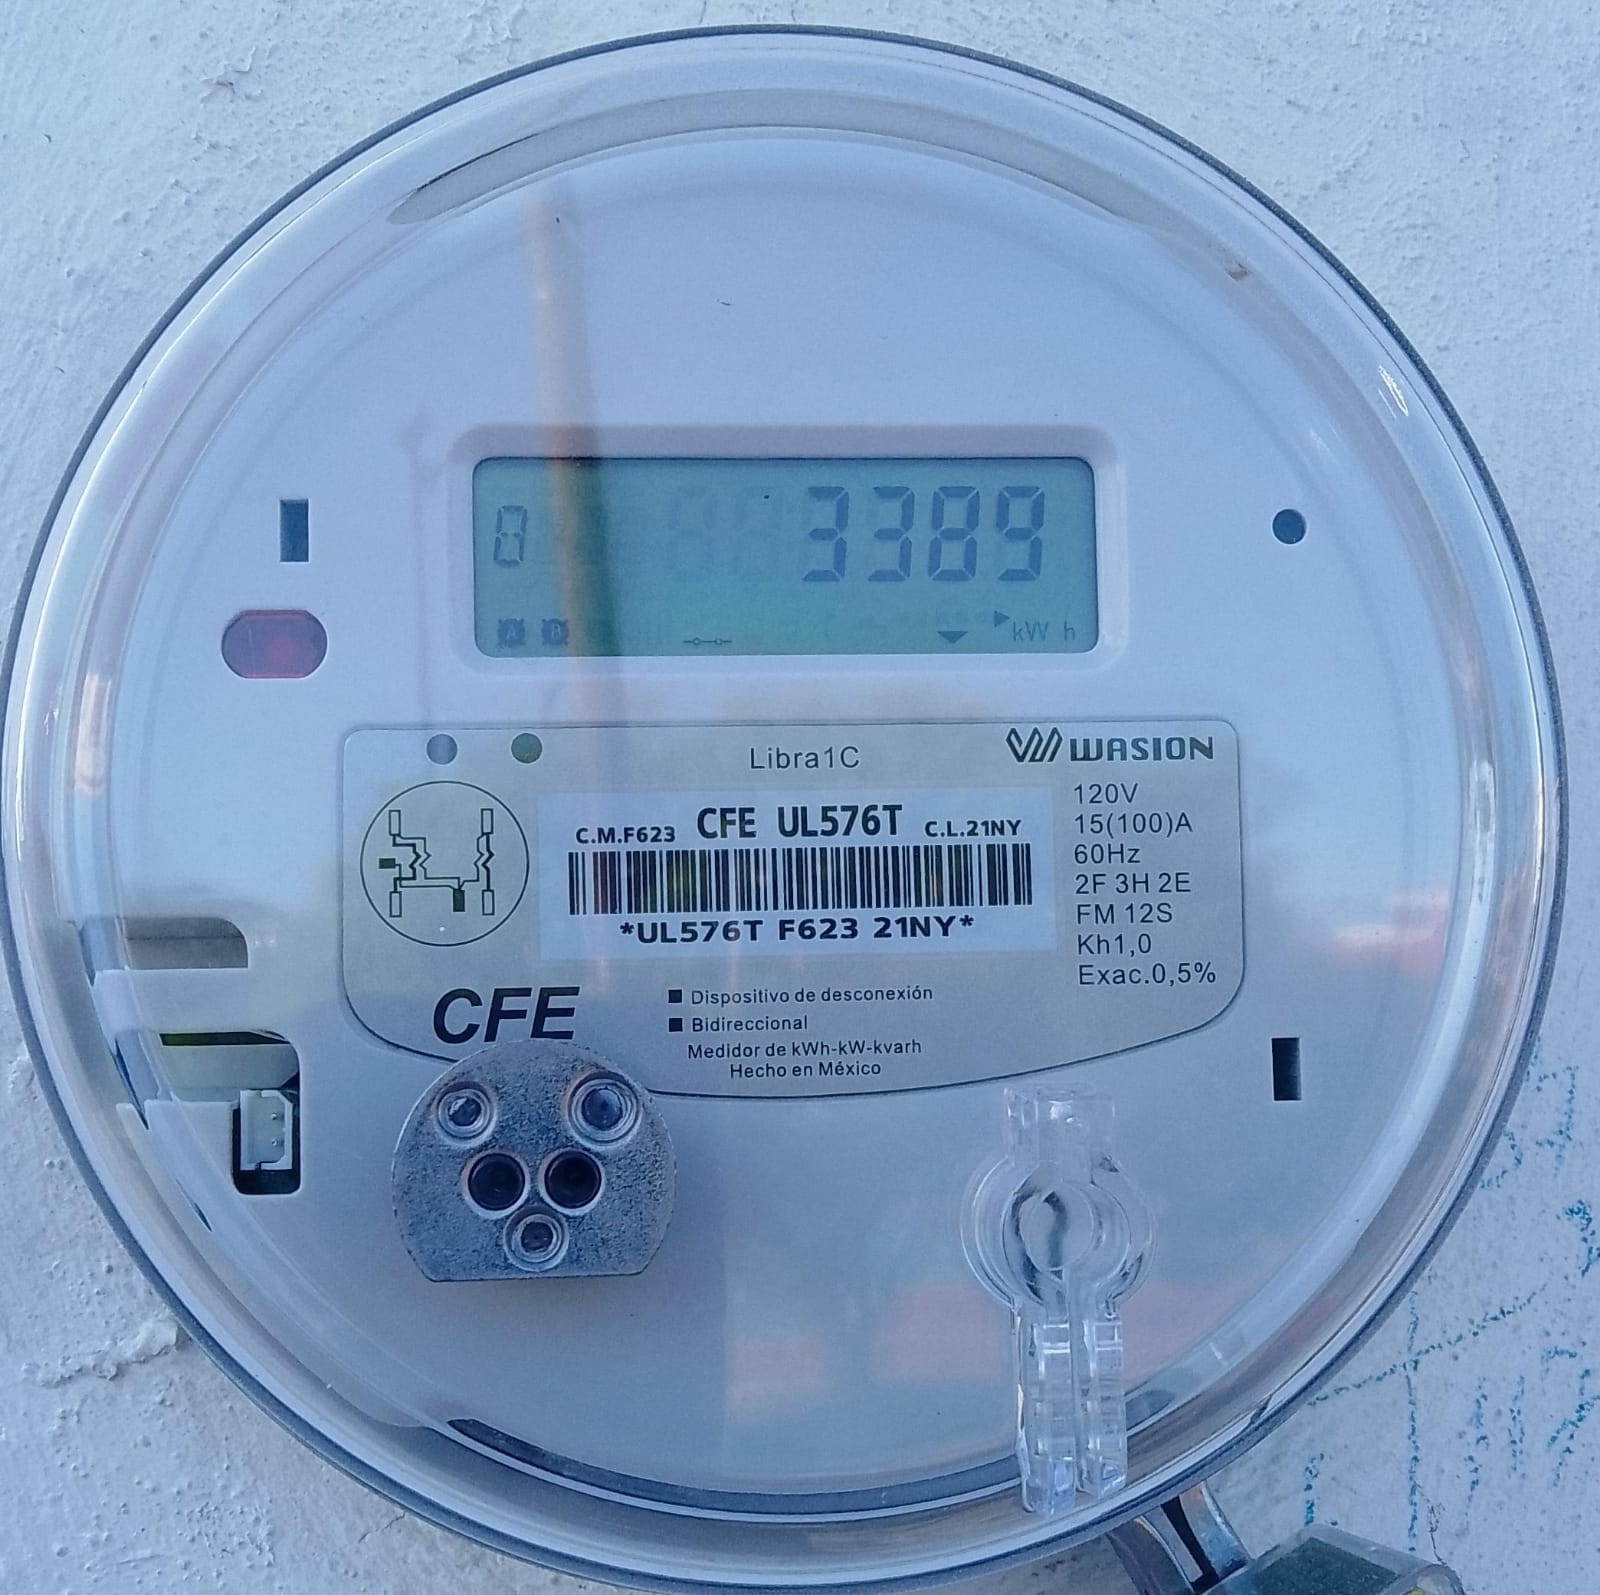 0 3389
A B kW h
Libra1C
WASION
120V
15(100)A
60Hz
2F 3H 2E
FM 12S
Kh1,0
Exac.0,5%
C.M.F623 CFE UL576T C.L.21NY
*UL576T F623 21NY*
CFE
Dispositivo de desconexión
Bidireccional
Medidor de kWh-kW-kvarh
Hecho en México